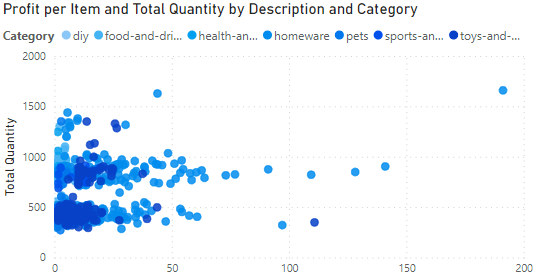 Profit per Item and Total Quantity by Description and Category
Category diy food-and-dri... health-an... homeware pets sports-an... toys-and-...
2000
1500
1000
500
0
Total Quantity
0 50 100 150 200